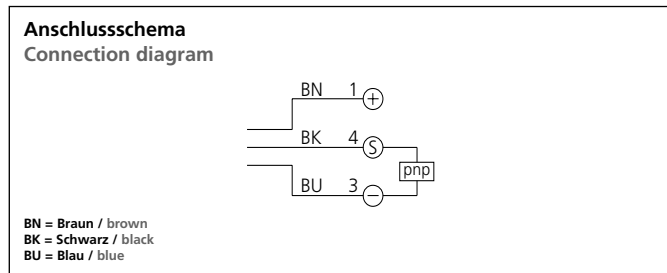 Anschlussschema
Connection diagram
BN 1 +
BK 4 S
pnp
BU 3 −
BN = Braun / brown
BK = Schwarz / black
BU = Blau / blue